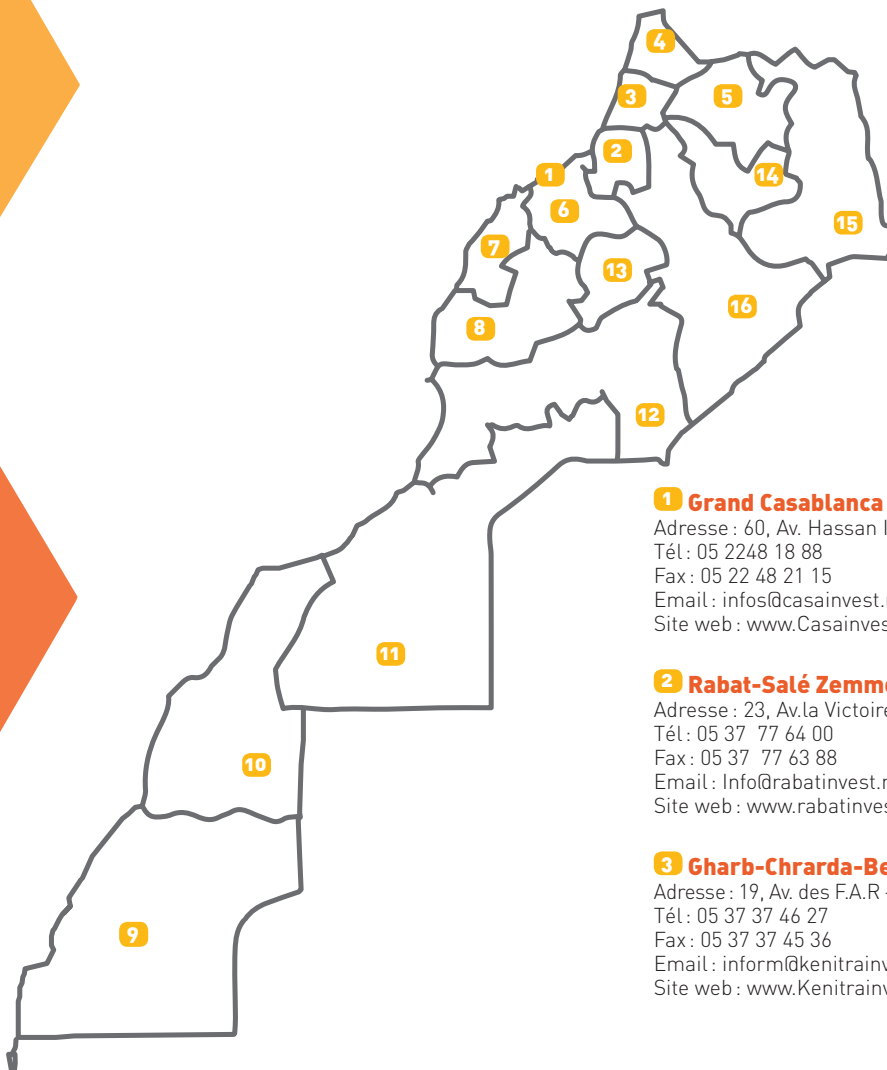 4
3
5
2
1
14
6
15
7
13
16
8
12
11
10
9
1 Grand Casablanca
Adresse : 60, Av. Hassan
Tél : 05 2248 18 88
Fax : 05 22 48 21 15
Email : infos@casainvest.
Site web : www.Casainves
2 Rabat-Salé Zemm
Adresse : 23, Av.la Victoire
Tél : 05 37 77 64 00
Fax : 05 37 77 63 88
Email : Info@rabatinvest.
Site web : www.rabatinves
3 Gharb-Chrarda-Be
Adresse : 19, Av. des F.A.R -
Tél : 05 37 37 46 27
Fax : 05 37 37 45 36
Email : inform@kenitrainv
Site web : www.Kenitrainv